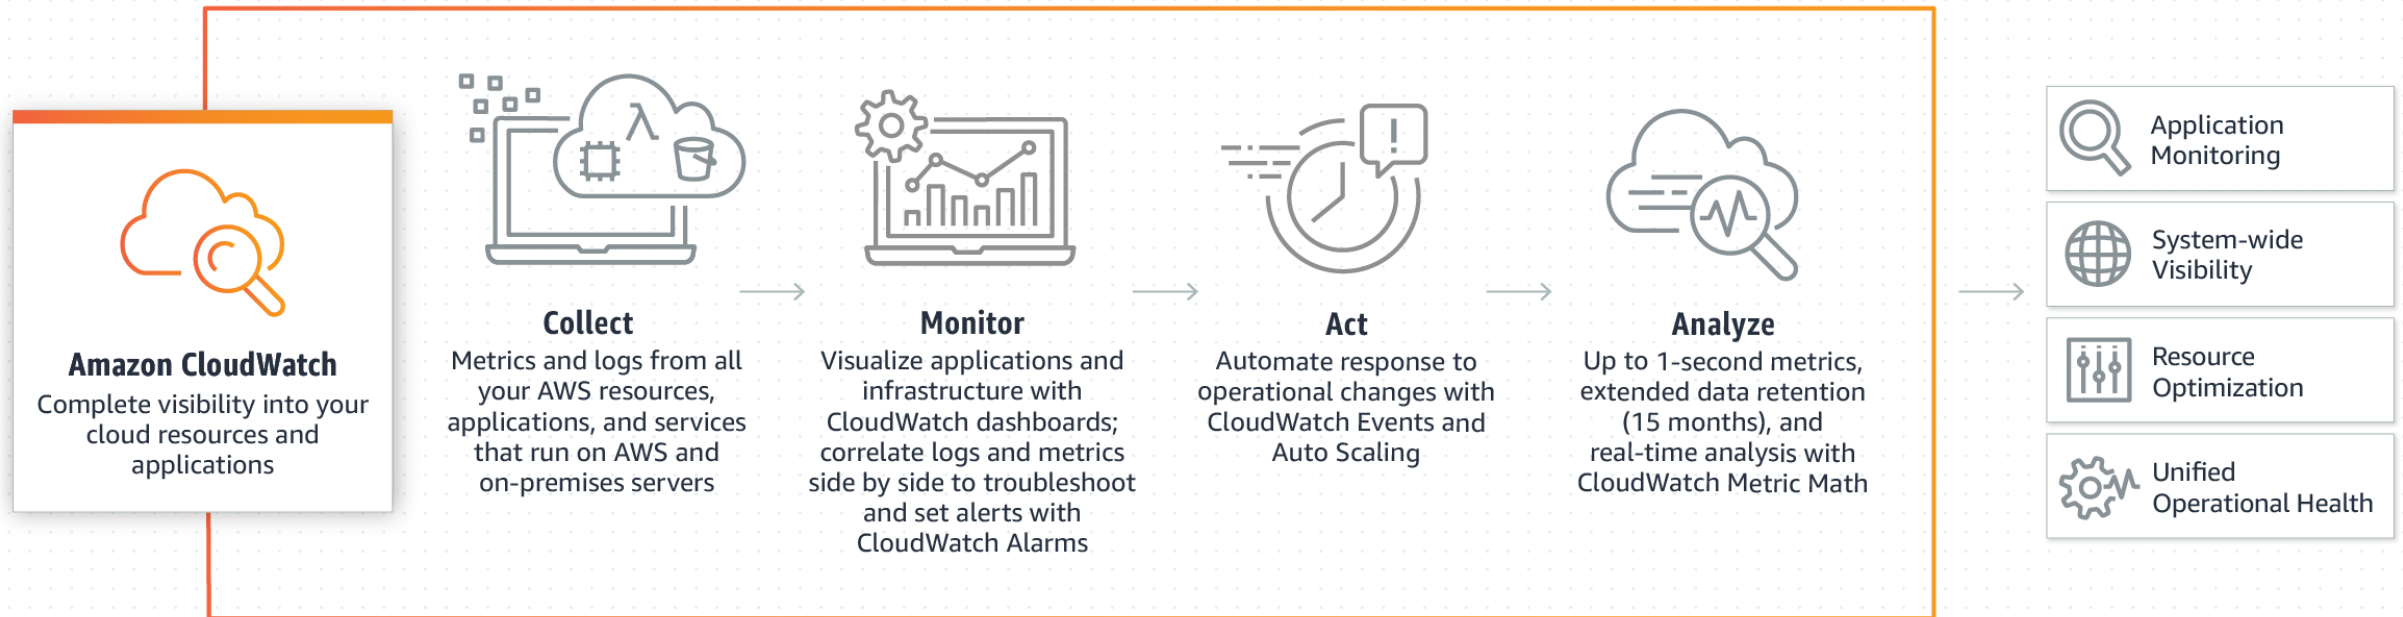 Amazon CloudWatch
Complete visibility into your
cloud resources and
applications
Collect
Metrics and logs from all
your AWS resources,
applications, and services
that run on AWS and
on-premises servers
Monitor
Visualize applications and
infrastructure with
CloudWatch dashboards;
correlate logs and metrics
side by side to troubleshoot
and set alerts with
CloudWatch Alarms
Act
Automate response to
operational changes with
CloudWatch Events and
Auto Scaling
Analyze
Up to 1-second metrics,
extended data retention
(15 months), and
real-time analysis with
CloudWatch Metric Math
Application
Monitoring
System-wide
Visibility
Resource
Optimization
Unified
Operational Health